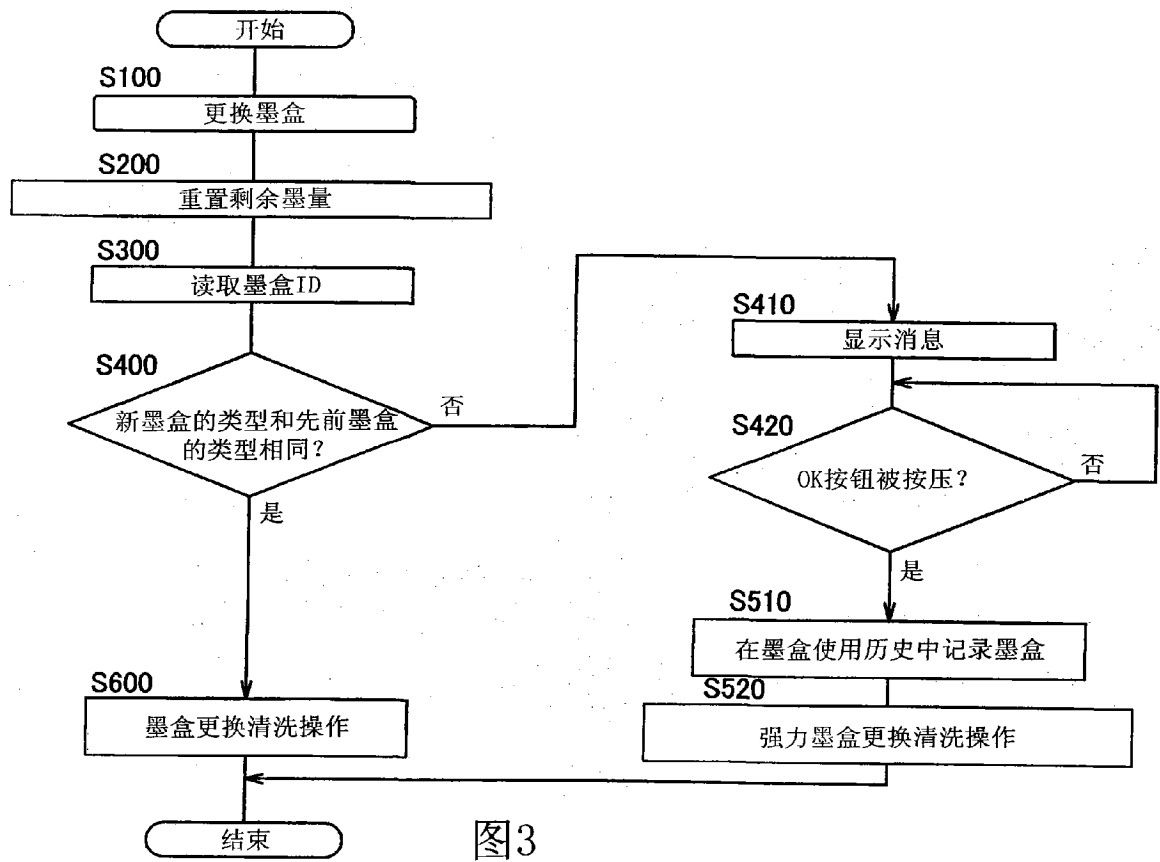 开始
S100
更换墨盒
S200
重置剩余墨量
S300
读取墨盒ID
S400
新墨盒的类型和先前墨盒
的类型相同？
否
是
S410
显示消息
S420
OK按钮被按压？
否
是
S510
在墨盒使用历史中记录墨盒
S520
强力墨盒更换清洗操作
S600
墨盒更换清洗操作
结束
图3